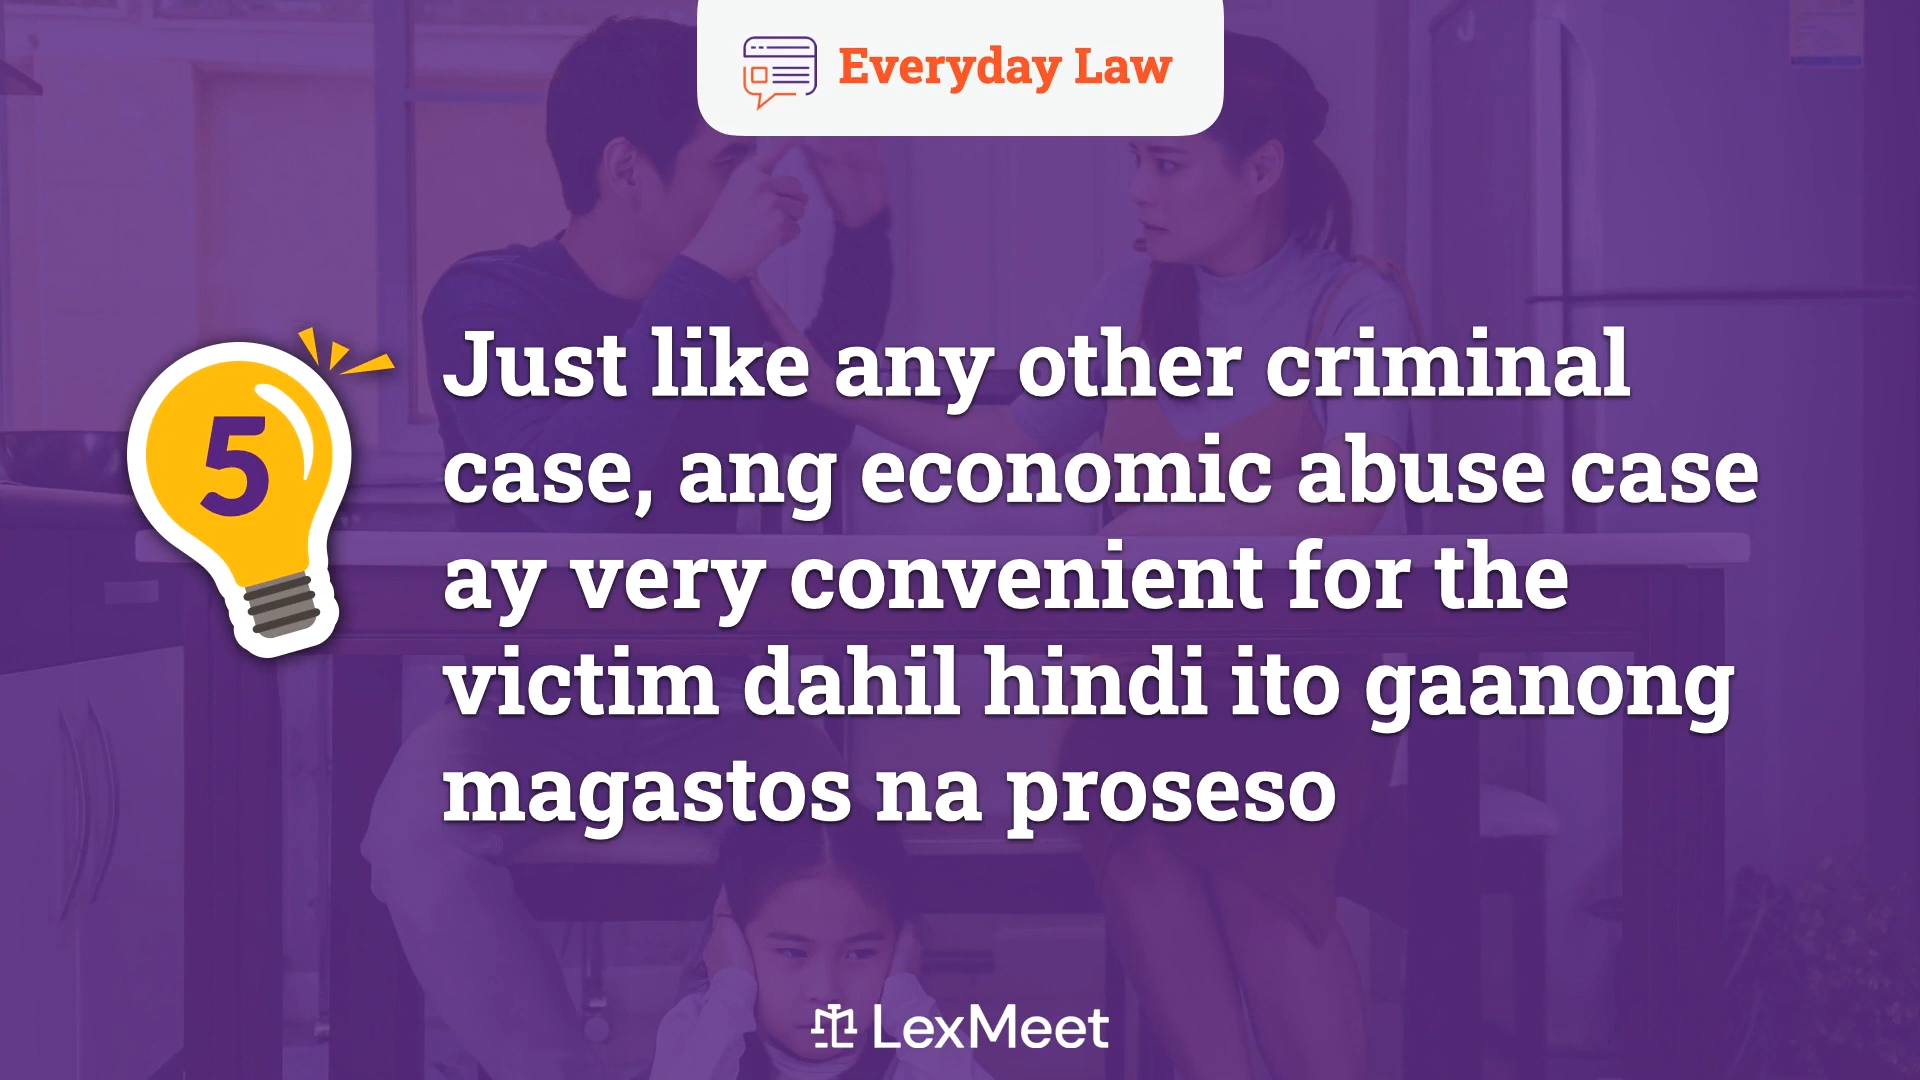 Everyday Law
5
Just like any other criminal
case, ang economic abuse case
ay very convenient for the
victim dahil hindi ito gaanong
magastos na proseso
LexMeet